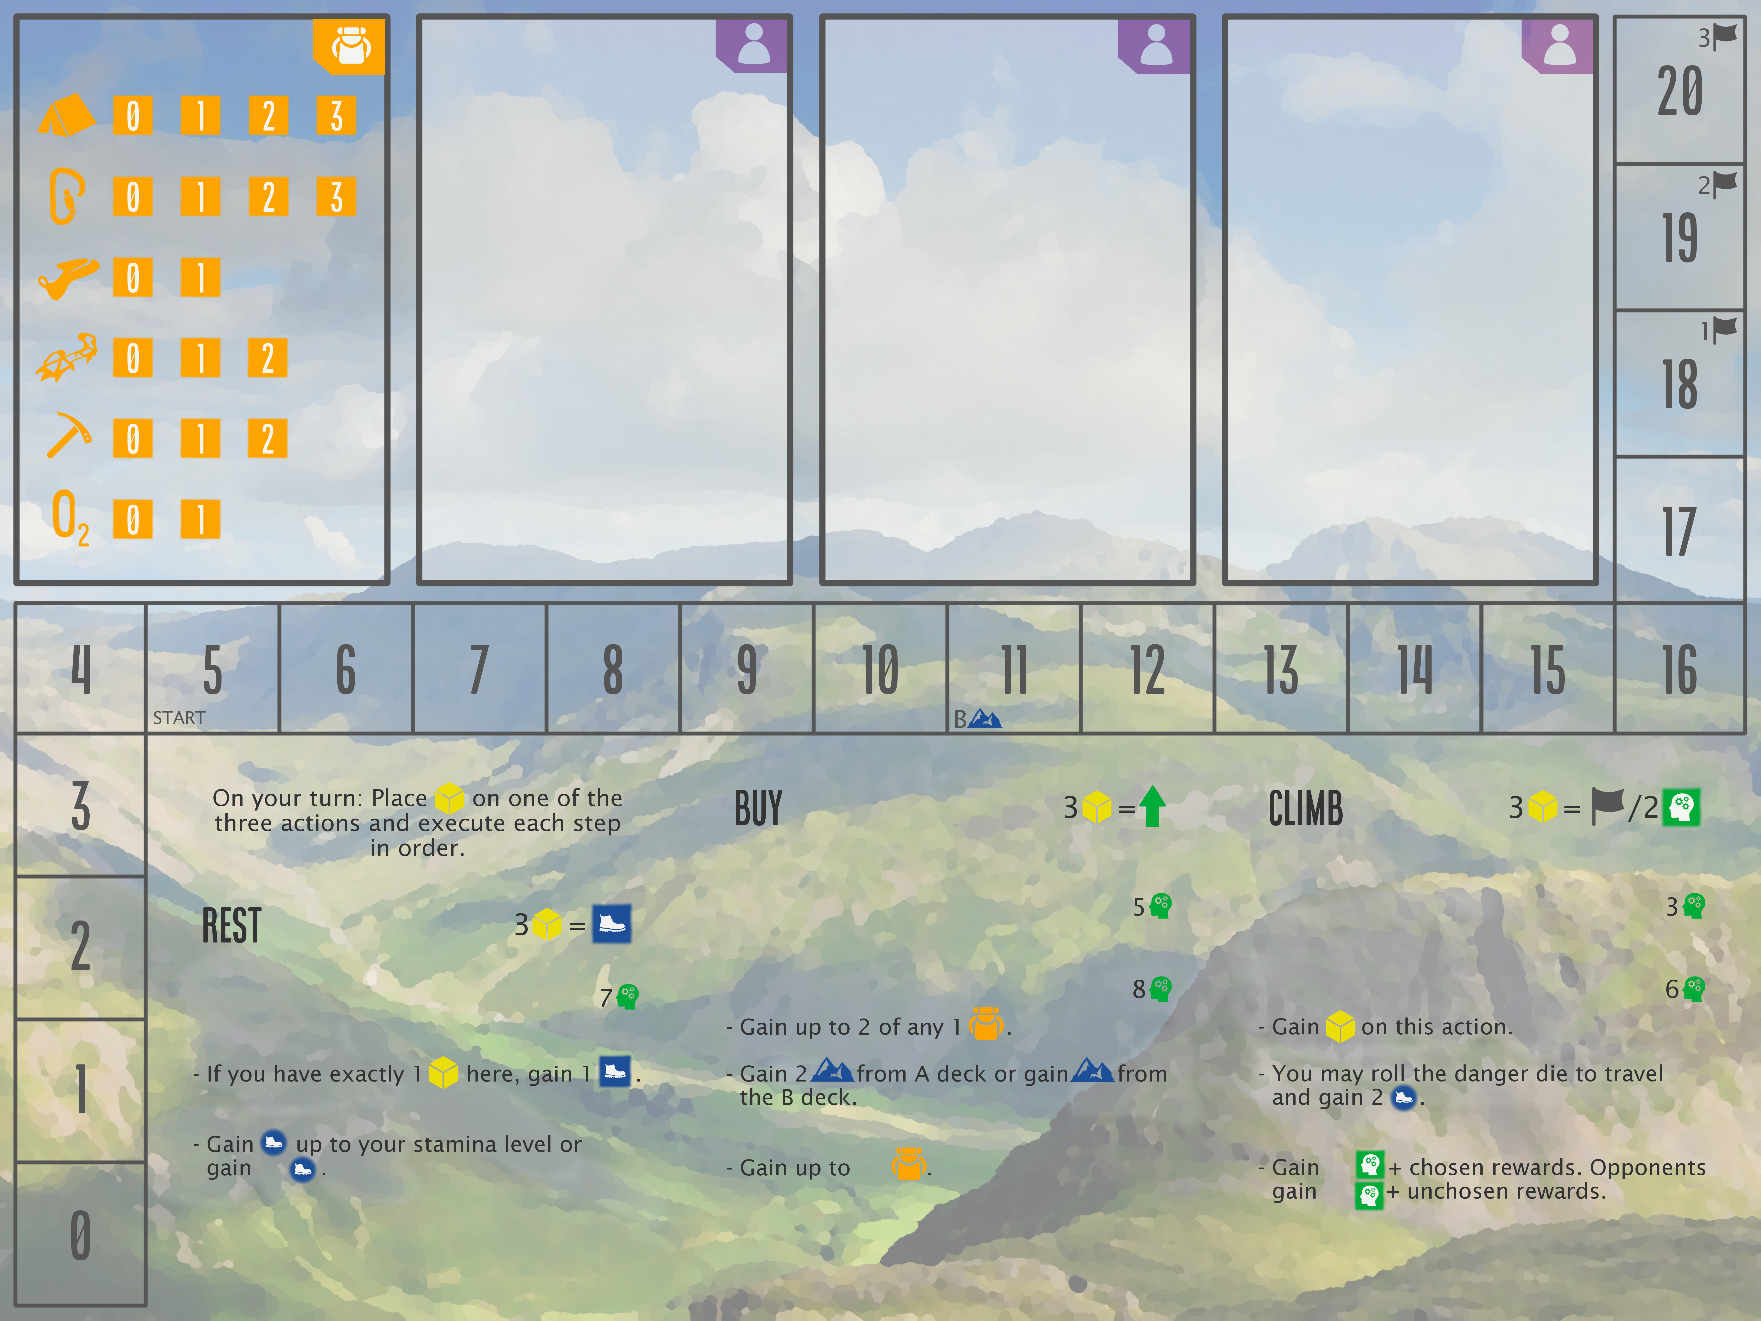 0 1 2 3
0 1 2 3
0 1
0 1 2
0 1 2
O2 0 1
3
20
2
19
1
18
17
4 5 6 7 8 9 10 11 12 13 14 15 16
START
B
3
2
1
0
On your turn: Place on one of the
three actions and execute each step
in order.
REST 3 =
7
- If you have exactly 1 here, gain 1 .
- Gain up to your stamina level or
gain .
BUY 3 =
5
8
- Gain up to 2 of any 1 .
- Gain 2 from A deck or gain from
the B deck.
- Gain up to .
CLIMB 3 = /2
3
6
- Gain on this action.
- You may roll the danger die to travel
and gain 2 .
- Gain + chosen rewards. Opponents
gain + unchosen rewards.